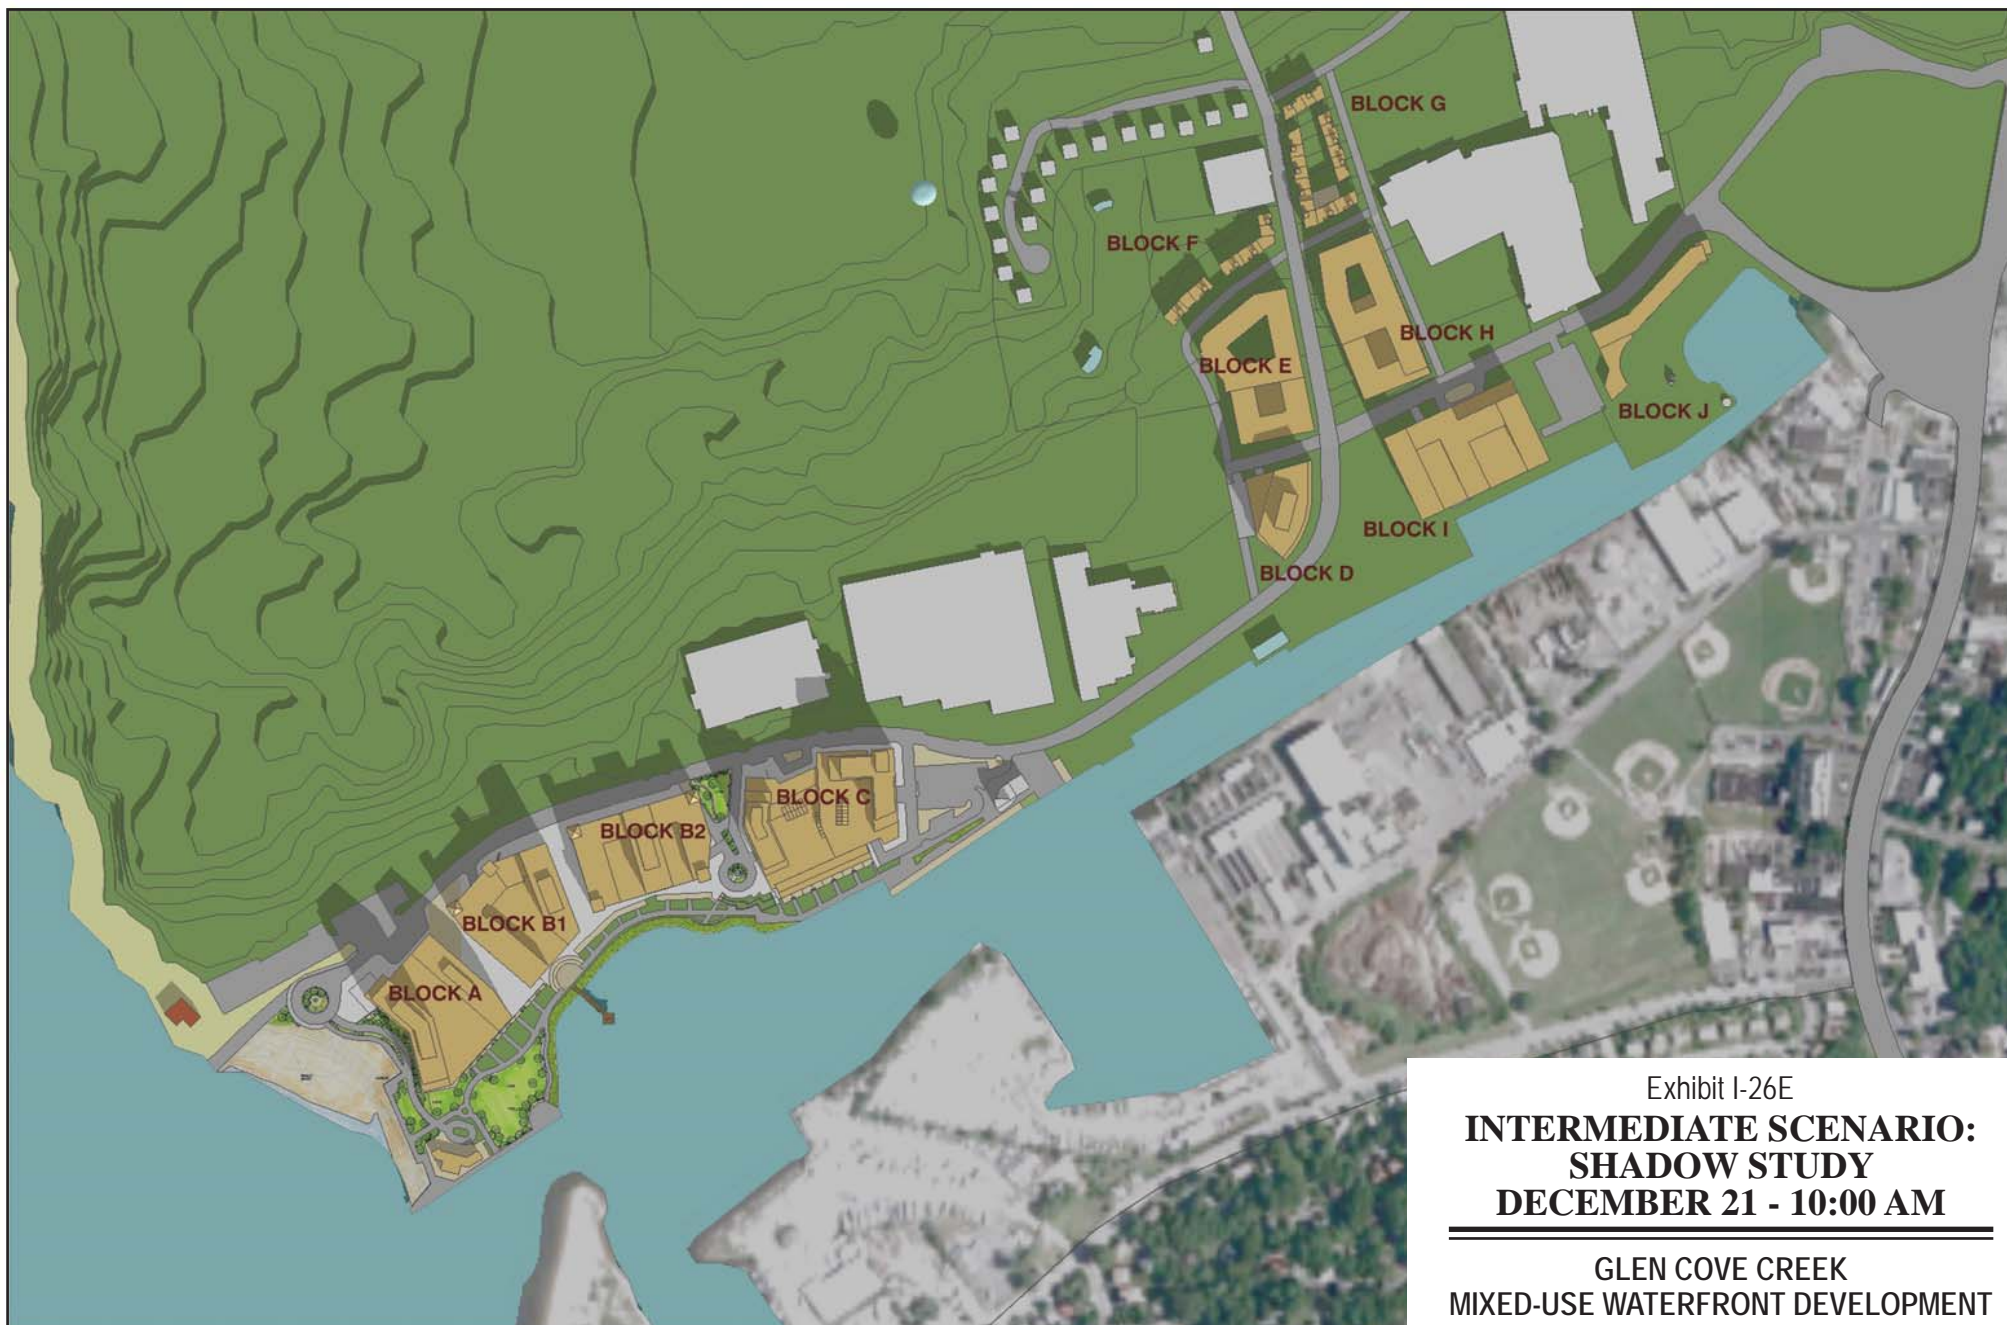 BLOCK G
BLOCK F
BLOCK H
BLOCK E
BLOCK J
BLOCK I
BLOCK D
BLOCK C
BLOCK B2
BLOCK B1
BLOCK A
Exhibit I-26E
INTERMEDIATE SCENARIO:
SHADOW STUDY
DECEMBER 21 - 10:00 AM
GLEN COVE CREEK
MIXED-USE WATERFRONT DEVELOPMENT